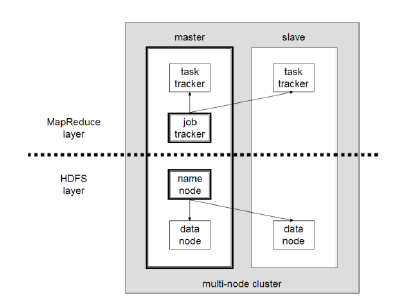 master
slave
task
tracker
task
tracker
MapReduce
layer
job
tracker
HDFS
layer
name
node
data
node
data
node
multi-node cluster